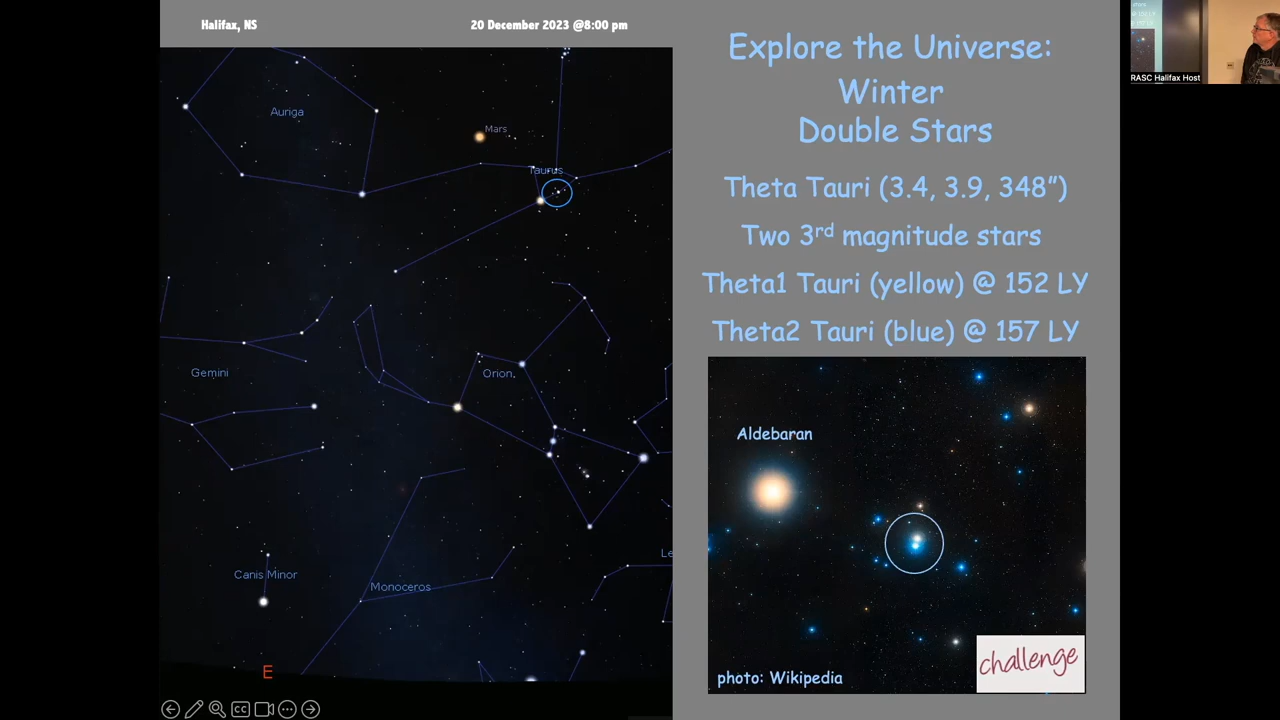 Halifax, NS
20 December 2023 @8:00 pm
Auriga
Mars
Taurus
Gemini
Orion
Canis Minor
Monoceros
Le
E
Explore the Universe:
Winter
Double Stars
Theta Tauri (3.4, 3.9, 348”)
Two 3rd magnitude stars
Theta1 Tauri (yellow) @ 152 LY
Theta2 Tauri (blue) @ 157 LY
Aldebaran
challenge
photo: Wikipedia
CC
RASC Halifax Host